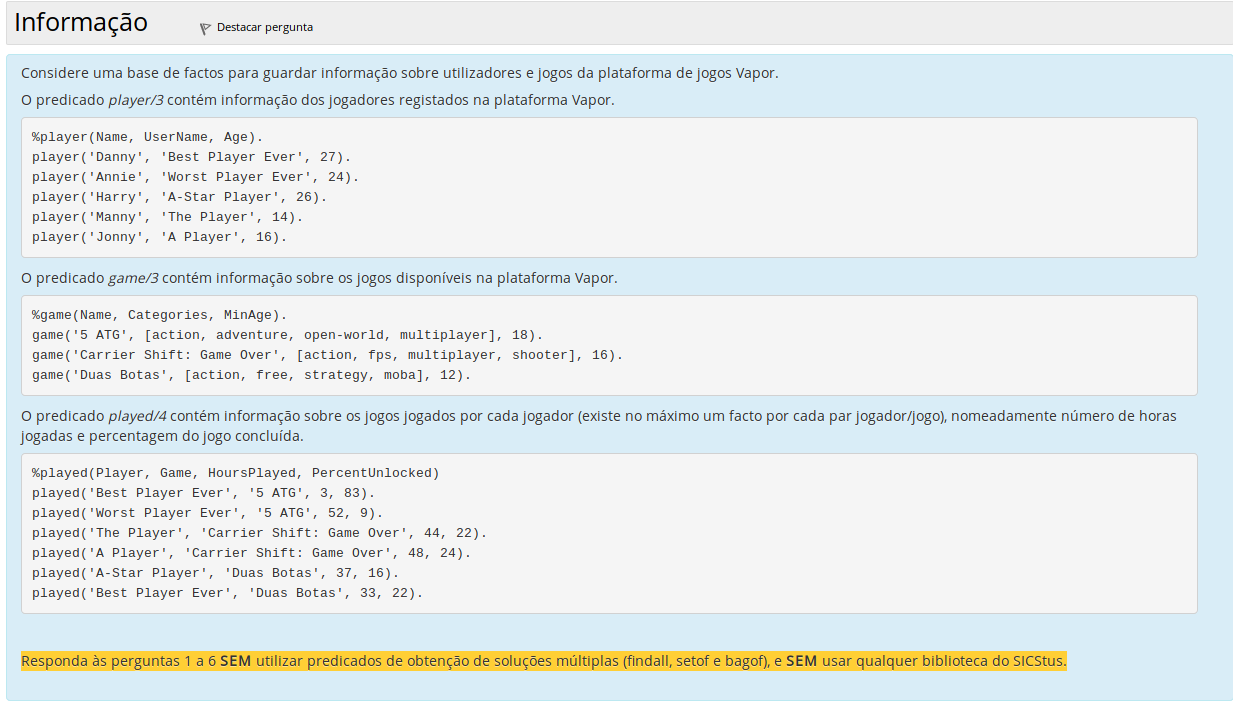 Informação
Destacar pergunta
Considere uma base de factos para guardar informação sobre utilizadores e jogos da plataforma de jogos Vapor.
O predicado player/3 contém informação dos jogadores registados na plataforma Vapor.
%player(Name, UserName, Age).
player('Danny', 'Best Player Ever', 27).
player('Annie', 'Worst Player Ever', 24).
player('Harry', 'A-Star Player', 26).
player('Manny', 'The Player', 14).
player('Jonny', 'A Player', 16).
O predicado game/3 contém informação sobre os jogos disponíveis na plataforma Vapor.
%game(Name, Categories, MinAge).
game('5 ATG', [action, adventure, open-world, multiplayer], 18).
game('Carrier Shift: Game Over', [action, fps, multiplayer, shooter], 16).
game('Duas Botas', [action, free, strategy, moba], 12).
O predicado played/4 contém informação sobre os jogos jogados por cada jogador (existe no máximo um facto por cada par jogador/jogo), nomeadamente número de horas
jogadas e percentagem do jogo concluída.
%played(Player, Game, HoursPlayed, PercentUnlocked)
played('Best Player Ever', '5 ATG', 3, 83).
played('Worst Player Ever', '5 ATG', 52, 9).
played('The Player', 'Carrier Shift: Game Over', 44, 22).
played('A Player', 'Carrier Shift: Game Over', 48, 24).
played('A-Star Player', 'Duas Botas', 37, 16).
played('Best Player Ever', 'Duas Botas', 33, 22).
Responda às perguntas 1 a 6 SEM utilizar predicados de obtenção de soluções múltiplas (findall, setof e bagof), e SEM usar qualquer biblioteca do SICStus.